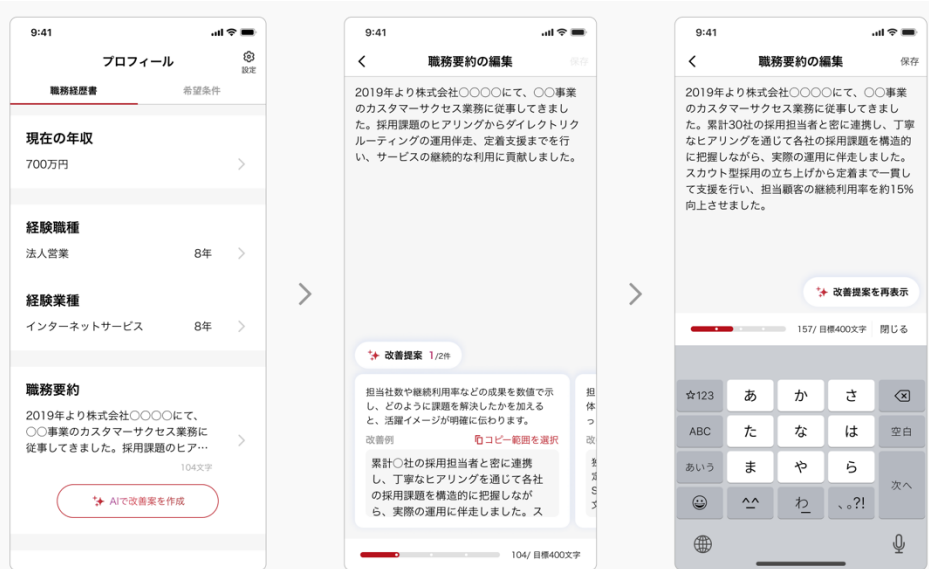 9:41
プロフィール
設定
職務経歴書
希望条件
現在の年収
700万円
経験職種
法人営業 8年
経験業種
インターネットサービス 8年
職務要約
2019年より株式会社○○○○にて、
○○事業のカスタマーサクセス業務に
従事してきました。採用課題のヒア…
104文字
AIで改善案を作成
9:41
職務要約の編集
保存
2019年より株式会社○○○○にて、○○事業
のカスタマーサクセス業務に従事してきまし
た。採用課題のヒアリングからダイレクトリク
ルーティングの運用伴走、定着支援までを行
い、サービスの継続的な利用に貢献しました。
改善提案 1/2件
担当社数や継続利用率などの成果を数値で示
し、どのように課題を解決したかを加える
と、活躍イメージが明確に伝わります。
改善例
コピー範囲を選択
累計○社の採用担当者と密に連携
し、丁寧なヒアリングを通じて各社
の採用課題を構造的に把握しなが
ら、実際の運用に伴走しました。ス
担
体
っ
改
104/ 目標400文字
9:41
職務要約の編集
保存
2019年より株式会社○○○○にて、○○事業
のカスタマーサクセス業務に従事してきまし
た。累計30社の採用担当者と密に連携し、丁寧
なヒアリングを通じて各社の採用課題を構造的
に把握しながら、実際の運用に伴走しました。
スカウト型採用の立ち上げから定着まで一貫し
て支援を行い、担当顧客の継続利用率を約15%
向上させました。
改善提案を再表示
157/ 目標400文字
閉じる
☆123 あ か さ
ABC た な は 空白
あいう ま や ら
^^ わ 、。?! 次へ